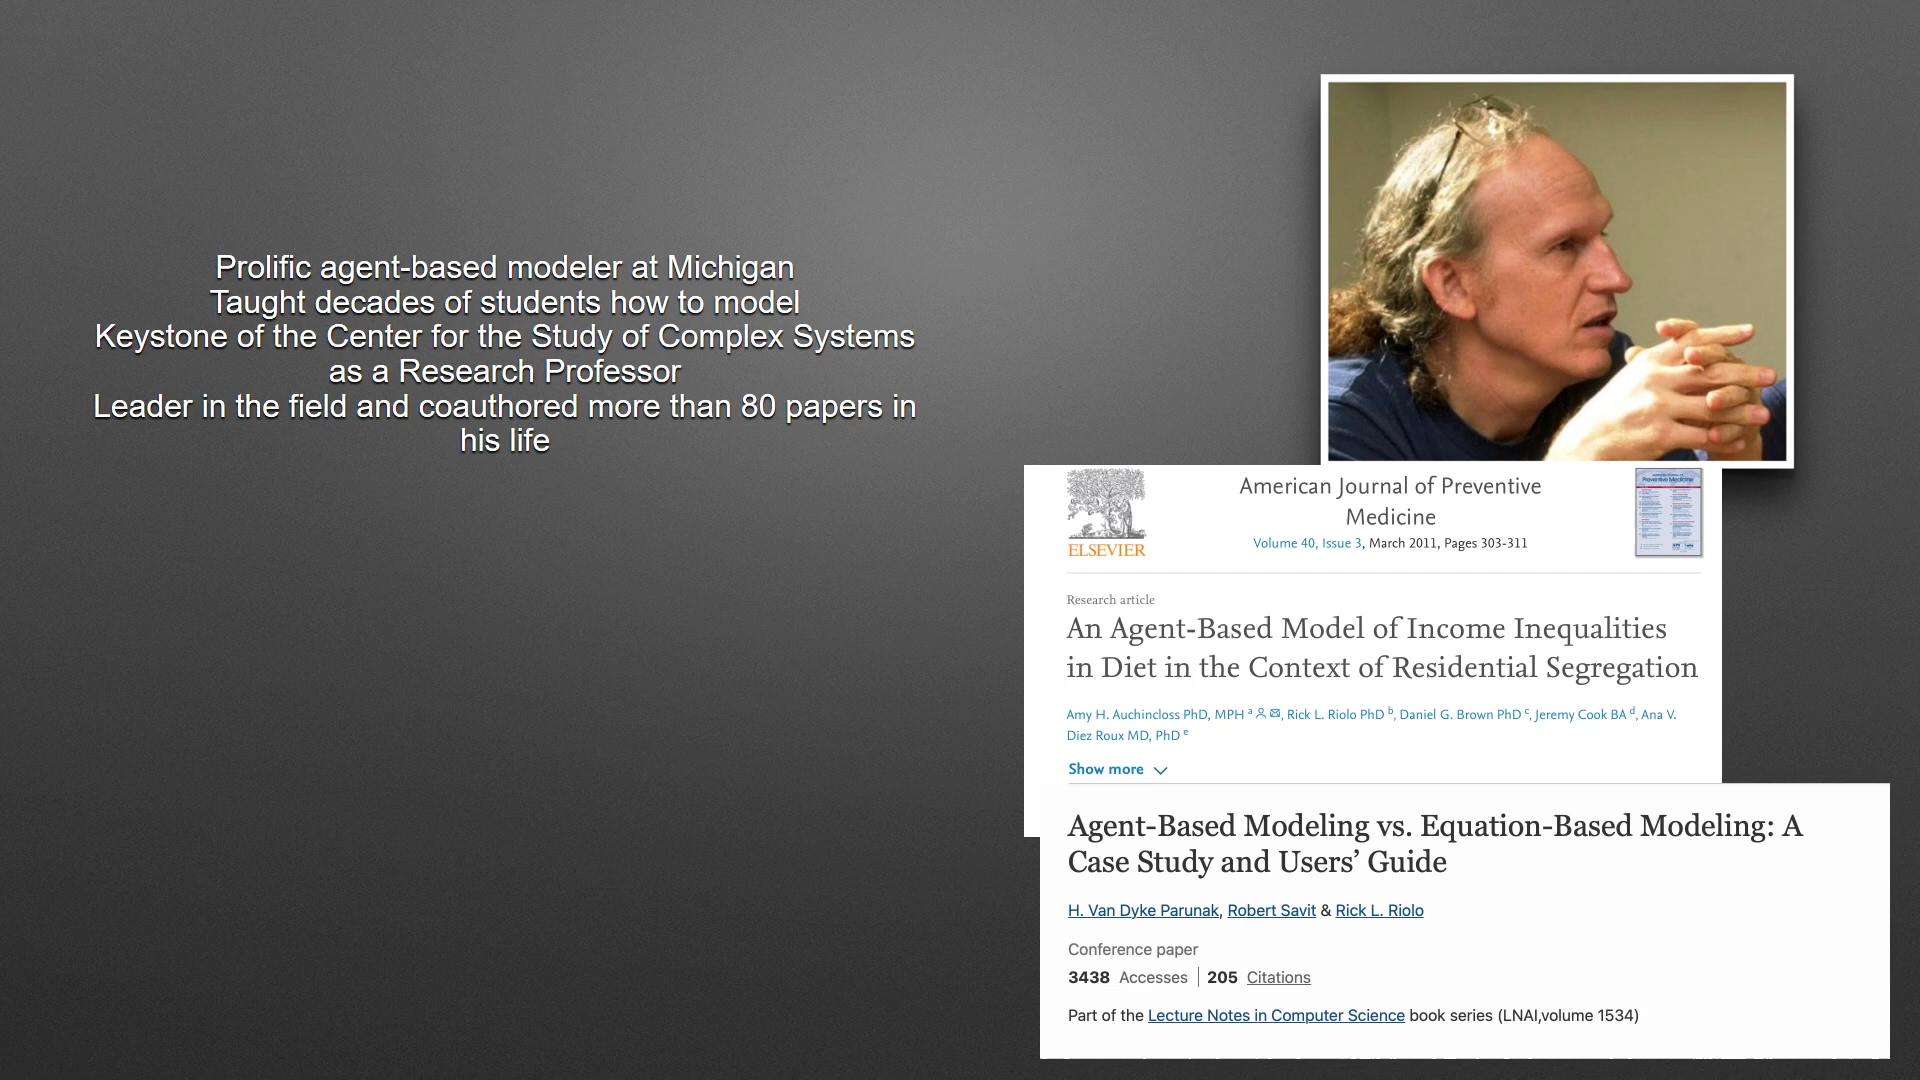 Prolific agent-based modeler at Michigan
Taught decades of students how to model
Keystone of the Center for the Study of Complex Systems
as a Research Professor
Leader in the field and coauthored more than 80 papers in
his life
ELSEVIER
American Journal of Preventive
Medicine
Volume 40, Issue 3, March 2011, Pages 303-311
Preventive Medicine
Research article
An Agent-Based Model of Income Inequalities
in Diet in the Context of Residential Segregation
Amy H. Auchincloss PhD, MPH a, Rick L. Riolo PhD b, Daniel G. Brown PhD c, Jeremy Cook BA d, Ana V.
Diez Roux MD, PhD e
Show more
Agent-Based Modeling vs. Equation-Based Modeling: A
Case Study and Users’ Guide
H. Van Dyke Parunak, Robert Savit & Rick L. Riolo
Conference paper
3438 Accesses | 205 Citations
Part of the Lecture Notes in Computer Science book series (LNAI,volume 1534)